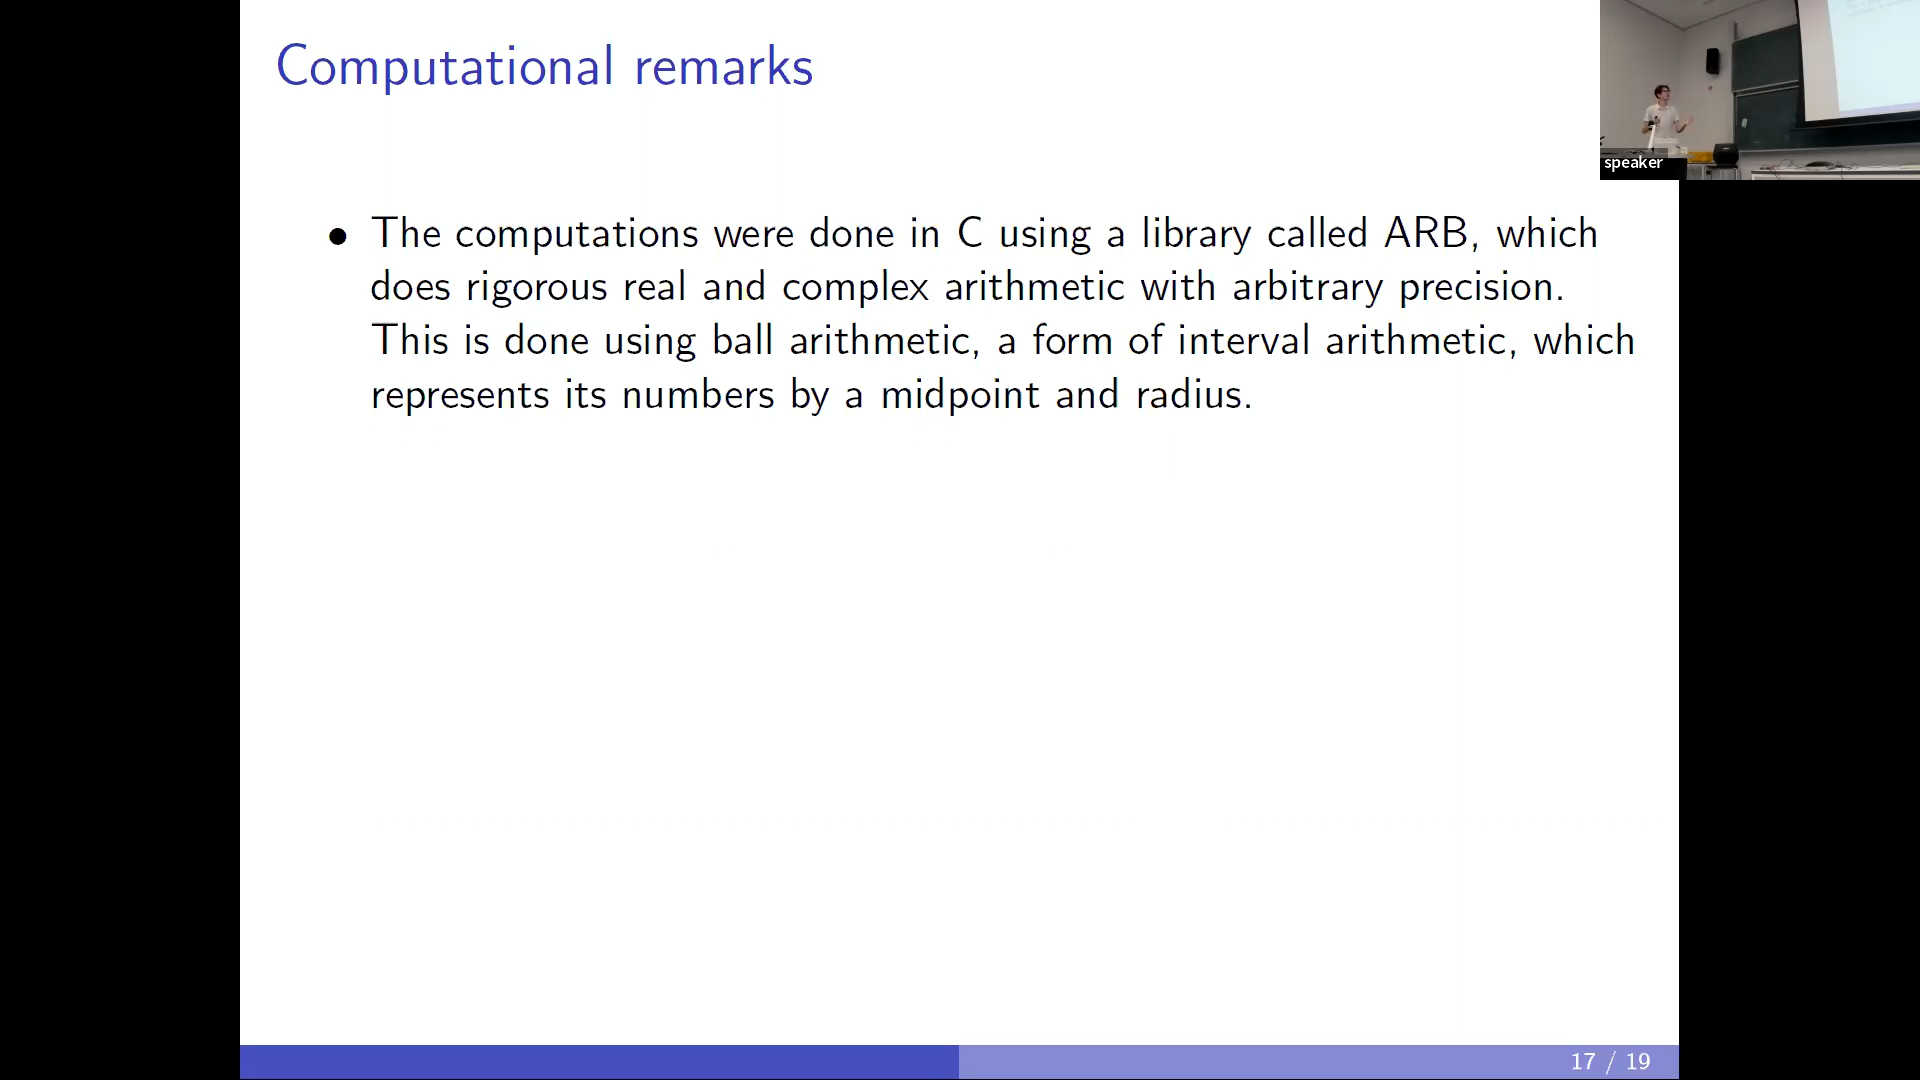 Computational remarks
speaker
• The computations were done in C using a library called ARB, which
does rigorous real and complex arithmetic with arbitrary precision.
This is done using ball arithmetic, a form of interval arithmetic, which
represents its numbers by a midpoint and radius.
17 / 19